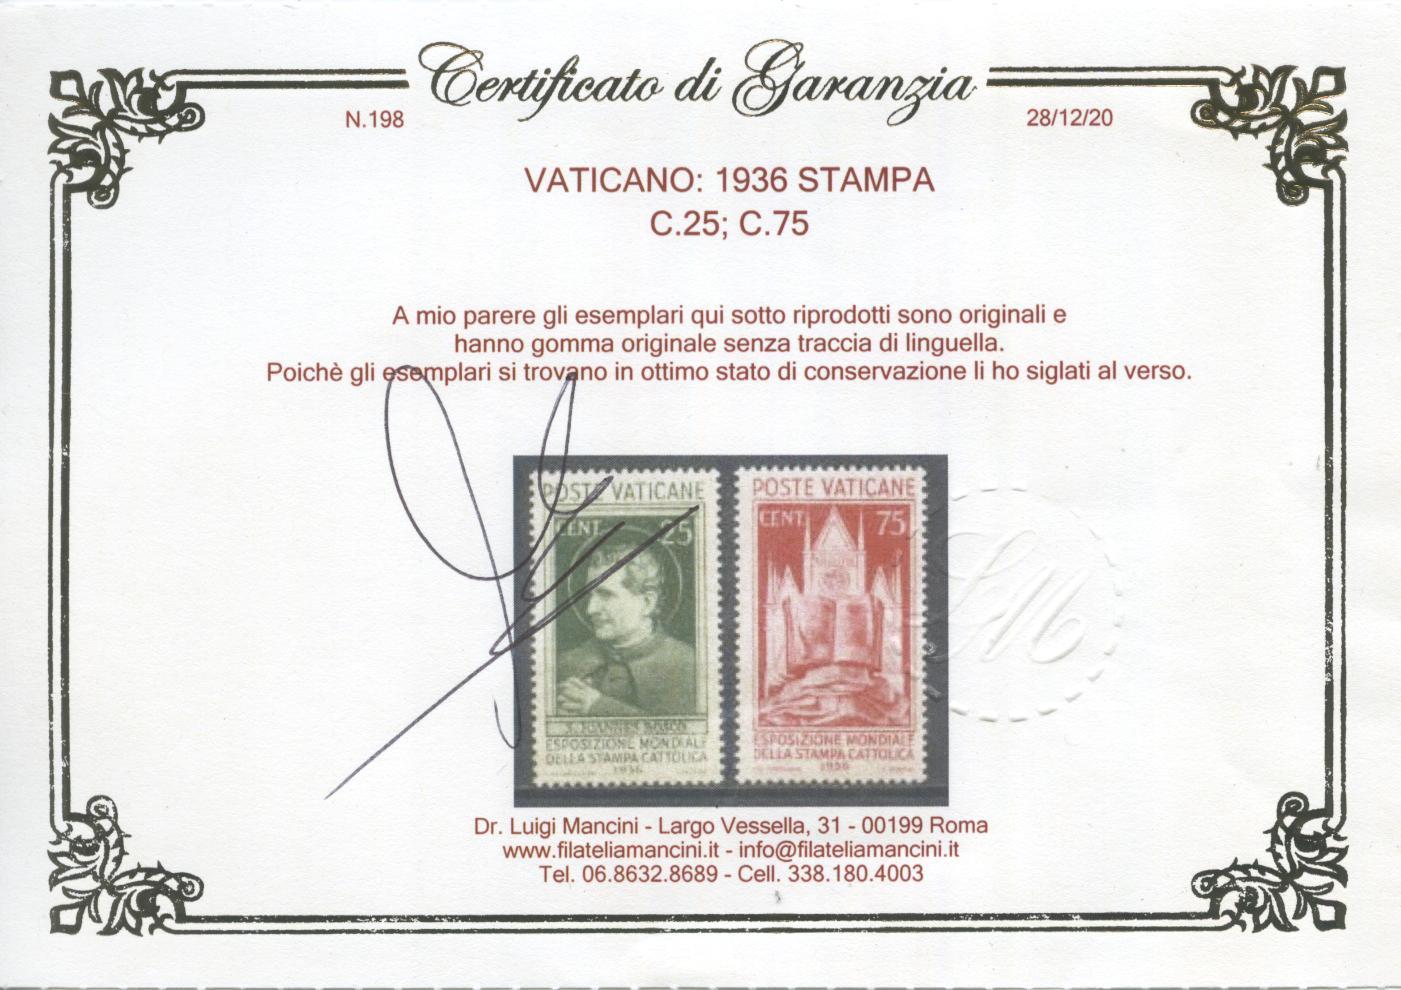 Certificato di Garanzia
N.198
28/12/20
VATICANO: 1936 STAMPA
C.25; C.75
A mio parere gli esemplari qui sotto riprodotti sono originali e
hanno gomma originale senza traccia di linguella.
Poichè gli esemplari si trovano in ottimo stato di conservazione li ho siglati al verso.
POSTE VATICANE
CENT 25
S. IOANNES BOSCO
ESPOSIZIONE MONDIALE
DELLA STAMPA CATTOLICA
1936
POSTE VATICANE
CENT 75
ESPOSIZIONE MONDIALE
DELLA STAMPA CATTOLICA
1936
LM
Dr. Luigi Mancini - Largo Vessella, 31 - 00199 Roma
www.filateliamancini.it - info@filateliamancini.it
Tel. 06.8632.8689 - Cell. 338.180.4003